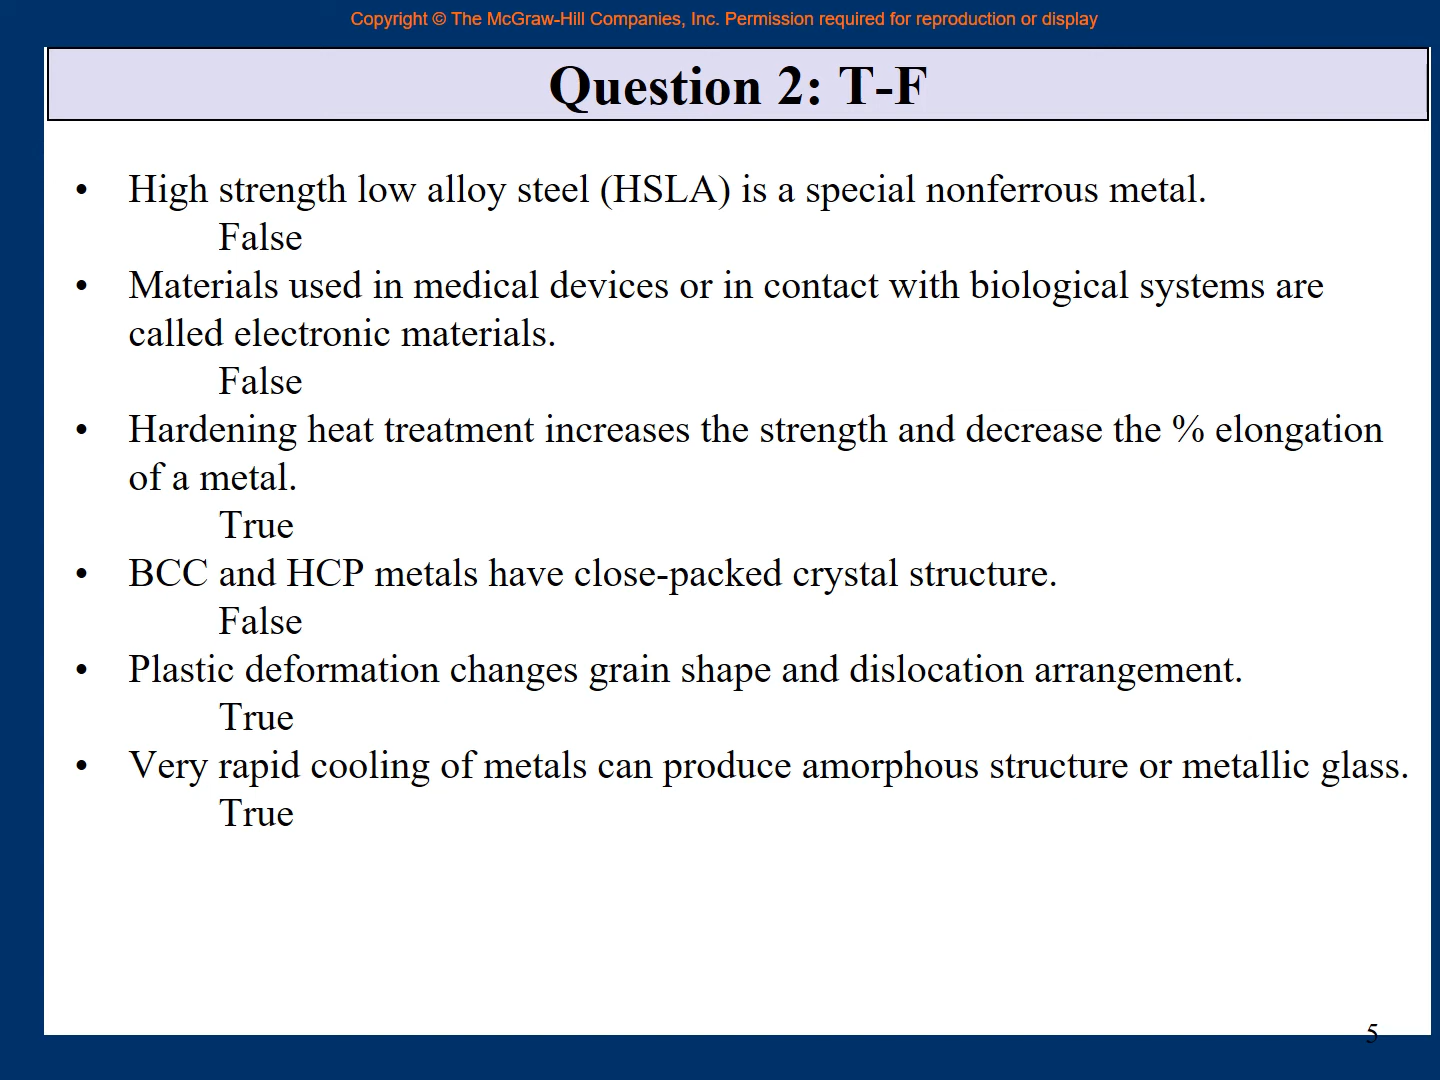 Copyright © The McGraw-Hill Companies, Inc. Permission required for reproduction or display
Question 2: T-F
• High strength low alloy steel (HSLA) is a special nonferrous metal.
False
• Materials used in medical devices or in contact with biological systems are
called electronic materials.
False
• Hardening heat treatment increases the strength and decrease the % elongation
of a metal.
True
• BCC and HCP metals have close-packed crystal structure.
False
• Plastic deformation changes grain shape and dislocation arrangement.
True
• Very rapid cooling of metals can produce amorphous structure or metallic glass.
True
5